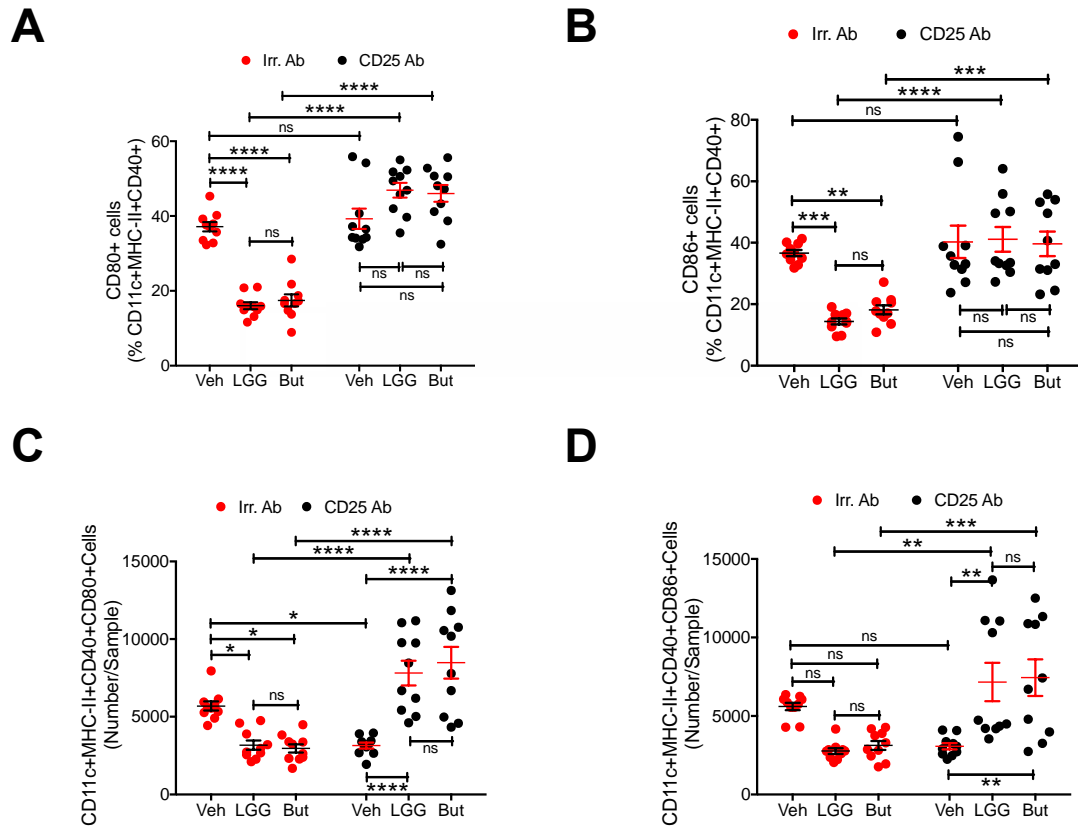 A
Irr. Ab CD25 Ab
****
****
ns
****
****
ns
ns ns
ns
CD80+ cells
(% CD11c+MHC-II+CD40+)
60
40
20
0
Veh LGG But Veh LGG But
B
Irr. Ab CD25 Ab
***
****
ns
**
***
ns
ns ns
ns
CD86+ cells
(% CD11c+MHC-II+CD40+)
80
60
40
20
0
Veh LGG But Veh LGG But
C
Irr. Ab CD25 Ab
****
****
****
*
*
*
ns
ns
****
CD11c+MHC-II+CD40+CD80+Cells
(Number/Sample)
15000
10000
5000
0
Veh LGG But Veh LGG But
D
Irr. Ab CD25 Ab
***
**
ns
**
ns
ns
ns
ns
**
CD11c+MHC-II+CD40+CD86+Cells
(Number/Sample)
15000
10000
5000
0
Veh LGG But Veh LGG But